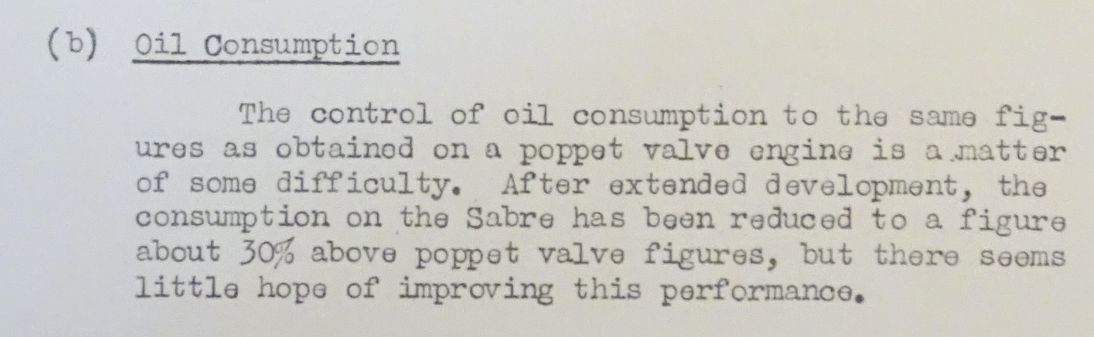 (b) Oil Consumption
The control of oil consumption to the same fig-
ures as obtained on a poppet valve engine is a matter
of some difficulty. After extended development, the
consumption on the Sabre has been reduced to a figure
about 30% above poppet valve figures, but there seems
little hope of improving this performance.